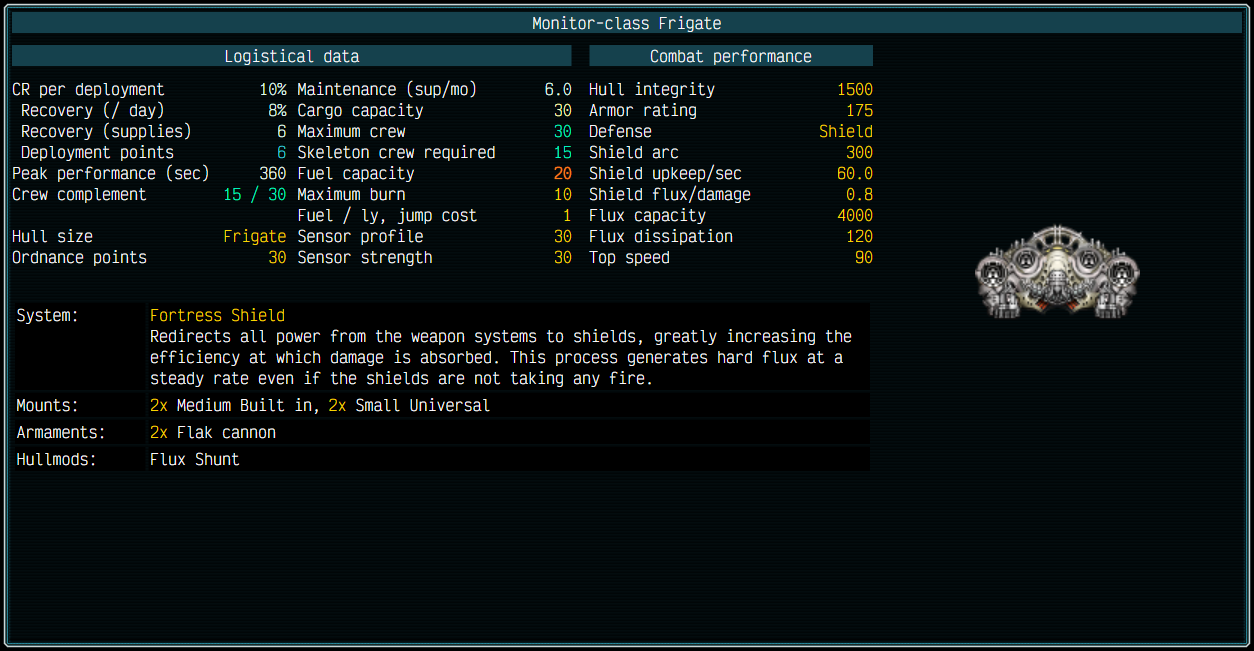 Monitor-class Frigate
Logistical data Combat performance
CR per deployment 10% Maintenance (sup/mo) 6.0 Hull integrity 1500
Recovery (/ day) 8% Cargo capacity 30 Armor rating 175
Recovery (supplies) 6 Maximum crew 30 Defense Shield
Deployment points 6 Skeleton crew required 15 Shield arc 300
Peak performance (sec) 360 Fuel capacity 20 Shield upkeep/sec 60.0
Crew complement 15 / 30 Maximum burn 10 Shield flux/damage 0.8
Fuel / ly, jump cost 1 Flux capacity 4000
Hull size Frigate Sensor profile 30 Flux dissipation 120
Ordnance points 30 Sensor strength 30 Top speed 90
System: Fortress Shield
Redirects all power from the weapon systems to shields, greatly increasing the
efficiency at which damage is absorbed. This process generates hard flux at a
steady rate even if the shields are not taking any fire.
Mounts: 2x Medium Built in, 2x Small Universal
Armaments: 2x Flak cannon
Hullmods: Flux Shunt